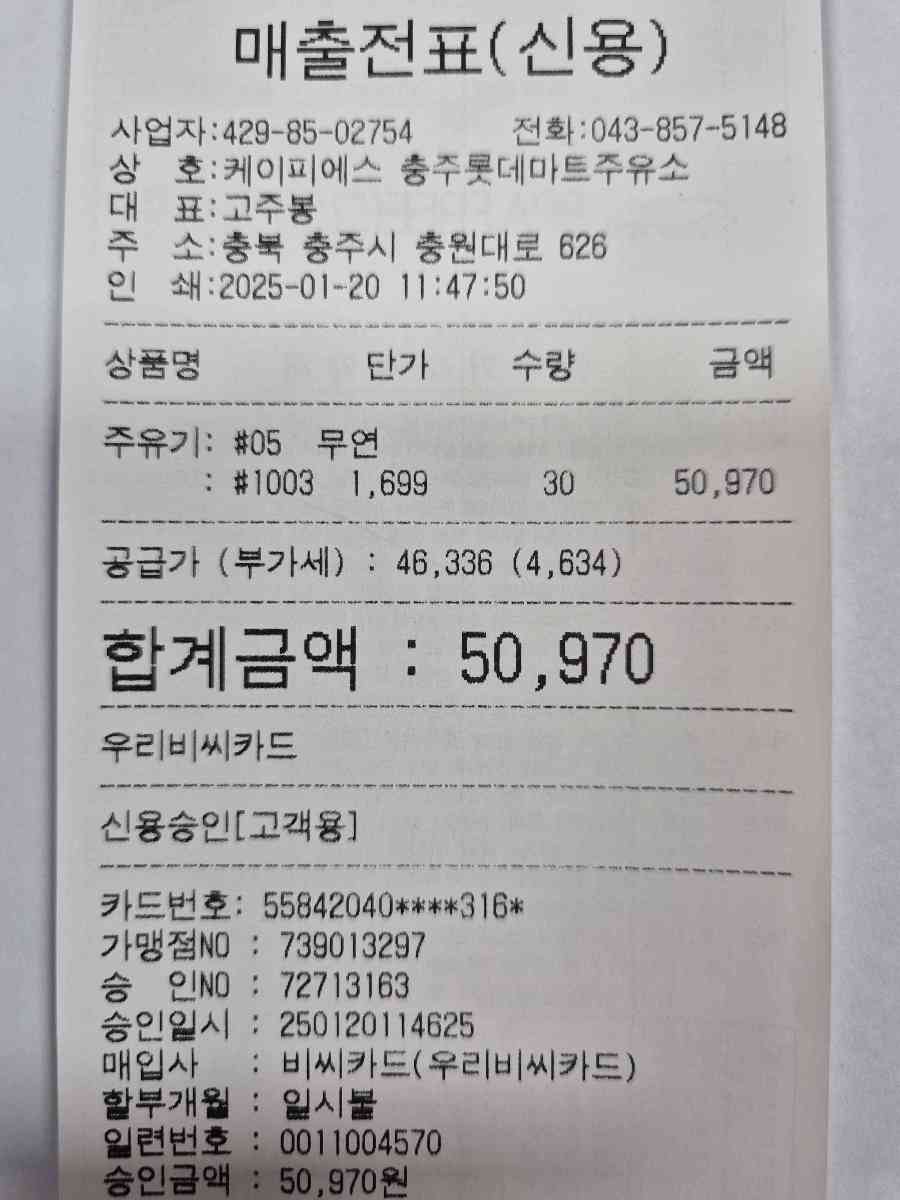 매출전표(신용)
사업자:429-85-02754 전화:043-857-5148
상 호:케이피에스 충주롯데마트주유소
대 표:고주봉
주 소:충북 충주시 충원대로 626
인 쇄:2025-01-20 11:47:50
상품명 단가 수량 금액
주유기: #05 무연
: #1003 1,699 30 50,970
공급가 (부가세) : 46,336 (4,634)
합계금액 : 50,970
우리비씨카드
신용승인[고객용]
카드번호: 55842040****316*
가맹점NO : 739013297
승 인NO : 72713163
승인일시 : 250120114625
매입사 : 비씨카드(우리비씨카드)
할부개월 : 일시불
일련번호 : 0011004570
승인금액 : 50,970원